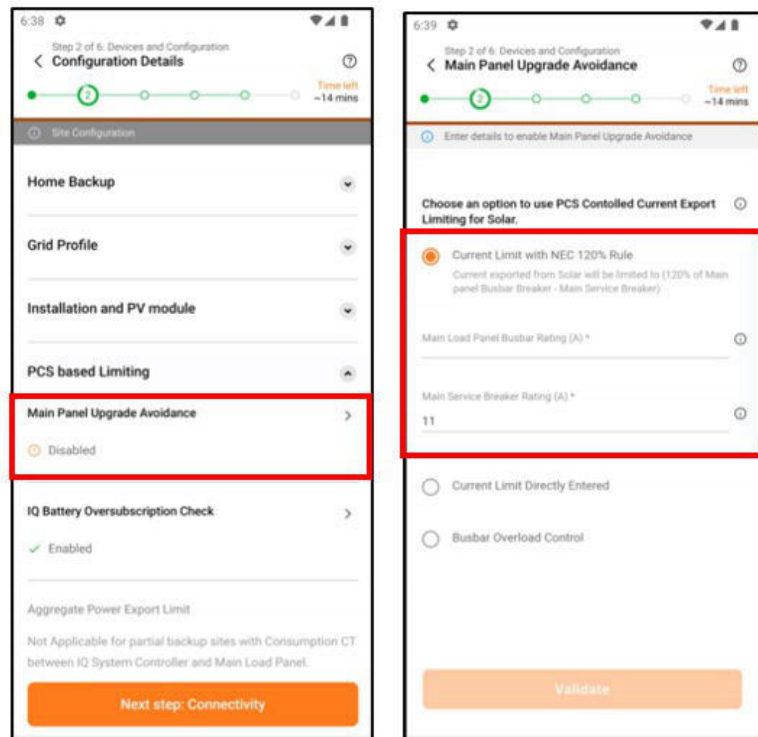 6:38
Step 2 of 6: Devices and Configuration
Configuration Details
2
Time left
~14 mins
Site Configuration
Home Backup
Grid Profile
Installation and PV module
PCS based Limiting
Main Panel Upgrade Avoidance
Disabled
IQ Battery Oversubscription Check
Enabled
Aggregate Power Export Limit
Not Applicable for partial backup sites with Consumption CT
between IQ System Controller and Main Load Panel.
Next step: Connectivity
6:39
Step 2 of 6: Devices and Configuration
Main Panel Upgrade Avoidance
2
Time left
~14 mins
Enter details to enable Main Panel Upgrade Avoidance
Choose an option to use PCS Contolled Current Export
Limiting for Solar.
Current Limit with NEC 120% Rule
Current exported from Solar will be limited to (120% of Main
panel Busbar Breaker - Main Service Breaker)
Main Load Panel Busbar Rating (A) *
Main Service Breaker Rating (A) *
11
Current Limit Directly Entered
Busbar Overload Control
Validate